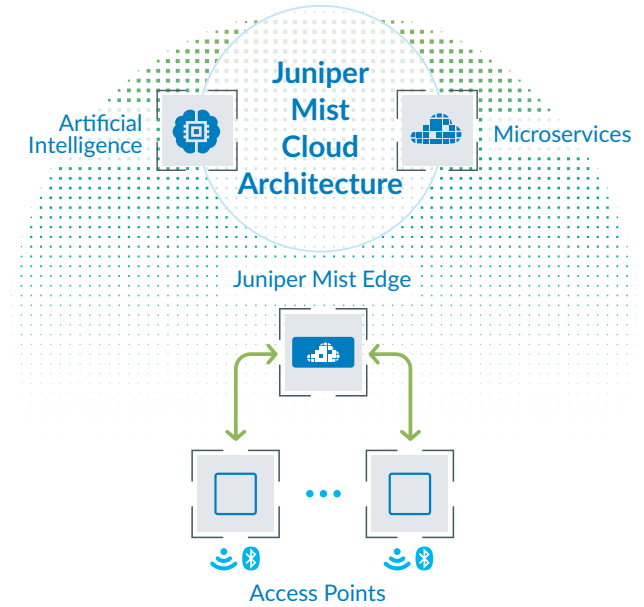 Juniper
Mist
Cloud
Architecture
Artificial
Intelligence
Microservices
Juniper Mist Edge
Access Points